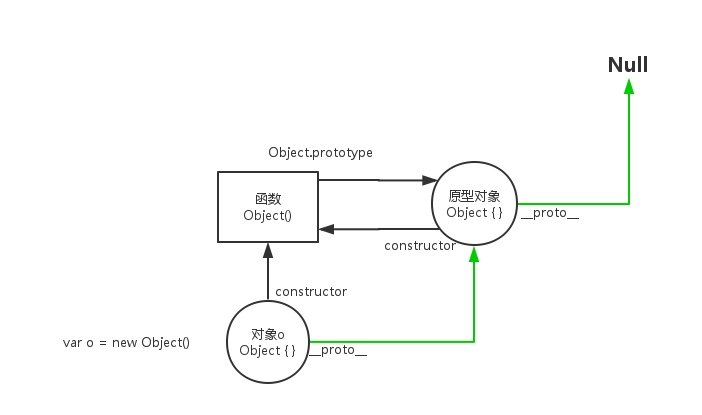 Null
Object.prototype
函数
Object()
原型对象
Object { }
__proto__
constructor
constructor
var o = new Object()
对象o
Object { }
__proto__